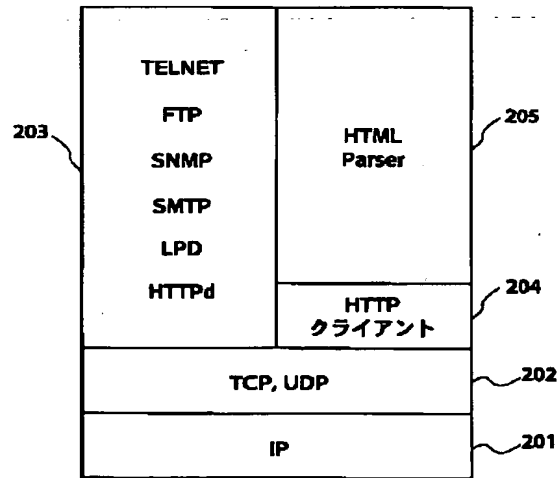 TELNET
FTP
SNMP
SMTP
LPD
HTTPd
HTML
Parser
HTTP
クライアント
TCP, UDP
IP
203
205
204
202
201